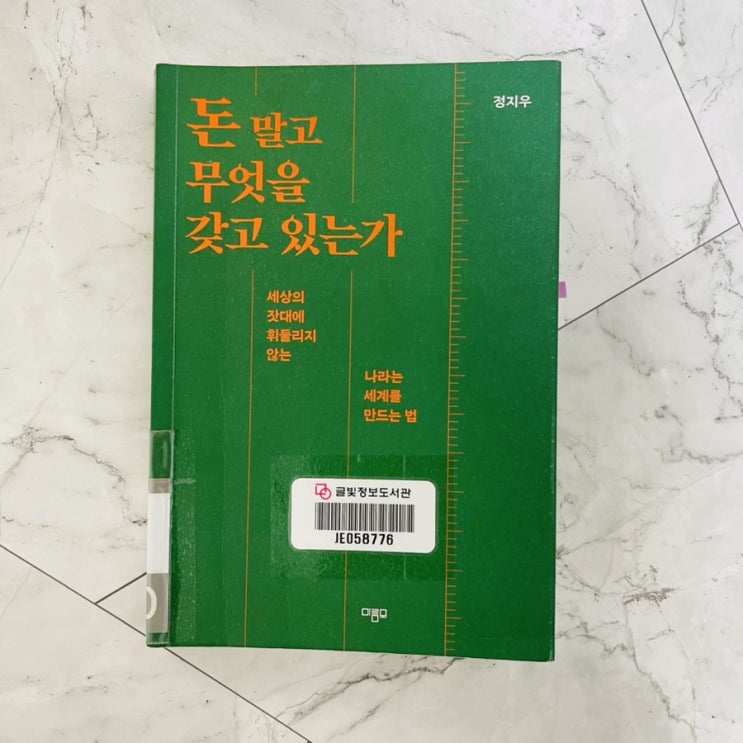 정지우
돈 말고
무엇을
갖고 있는가
세상의
잣대에
휘둘리지
않는
나라는
세계를
만드는 법
글빛정보도서관
JE058776
마름모